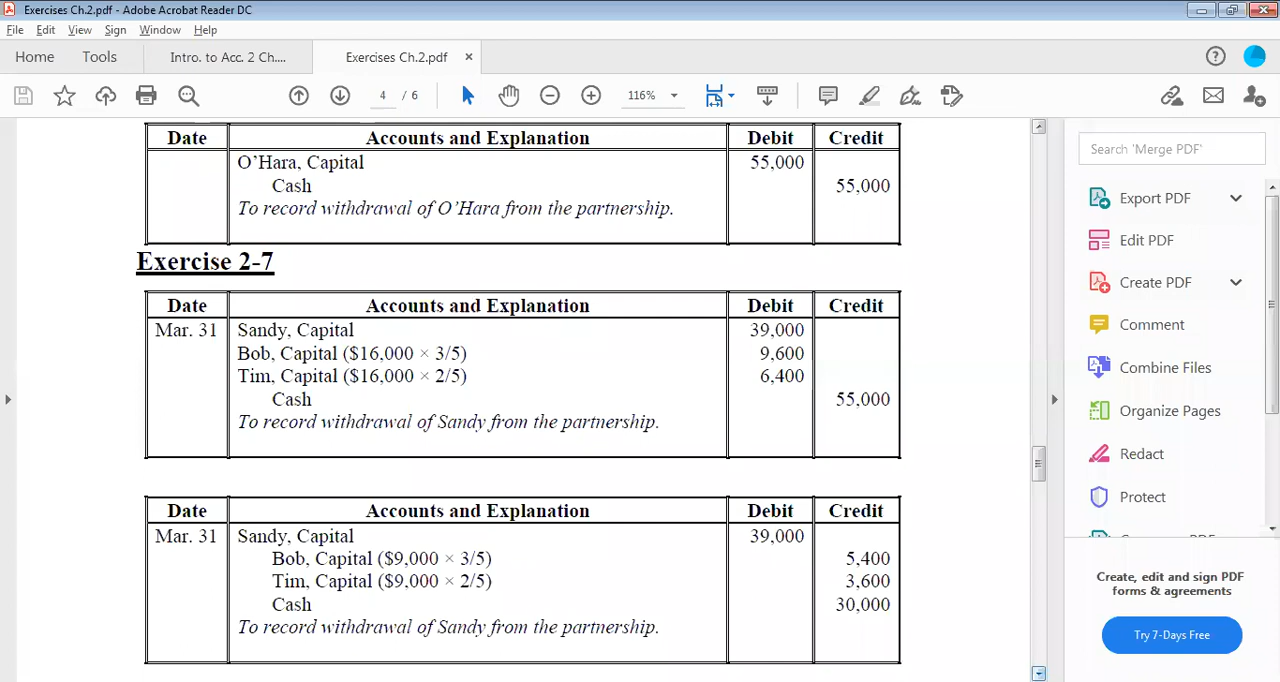 Exercises Ch.2.pdf - Adobe Acrobat Reader DC
File Edit View Sign Window Help
Home Tools Intro. to Acc. 2 Ch.... Exercises Ch.2.pdf ×
4 / 6 116%
Date Accounts and Explanation Debit Credit
O’Hara, Capital 55,000
Cash 55,000
To record withdrawal of O’Hara from the partnership.
Exercise 2-7
Date Accounts and Explanation Debit Credit
Mar. 31 Sandy, Capital 39,000
Bob, Capital ($16,000 × 3/5) 9,600
Tim, Capital ($16,000 × 2/5) 6,400
Cash 55,000
To record withdrawal of Sandy from the partnership.
Date Accounts and Explanation Debit Credit
Mar. 31 Sandy, Capital 39,000
Bob, Capital ($9,000 × 3/5) 5,400
Tim, Capital ($9,000 × 2/5) 3,600
Cash 30,000
To record withdrawal of Sandy from the partnership.
Search 'Merge PDF'
Export PDF
Edit PDF
Create PDF
Comment
Combine Files
Organize Pages
Redact
Protect
Create, edit and sign PDF
forms & agreements
Try 7-Days Free